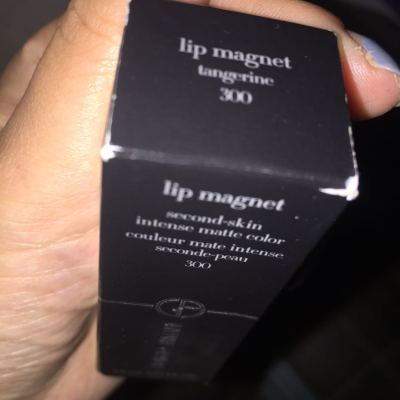 lip magnet
tangerine
300
lip magnet
second-skin
intense matte color
couleur mate intense
seconde-peau
300